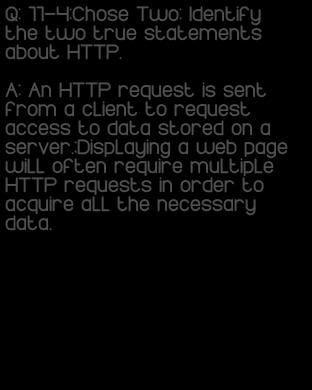 Q: 11-4:Chose Two: Identify
the two true statements
about HTTP.
A: An HTTP request is sent
from a client to request
access to data stored on a
server.:Displaying a web page
will often require multiple
HTTP requests in order to
acquire all the necessary
data.